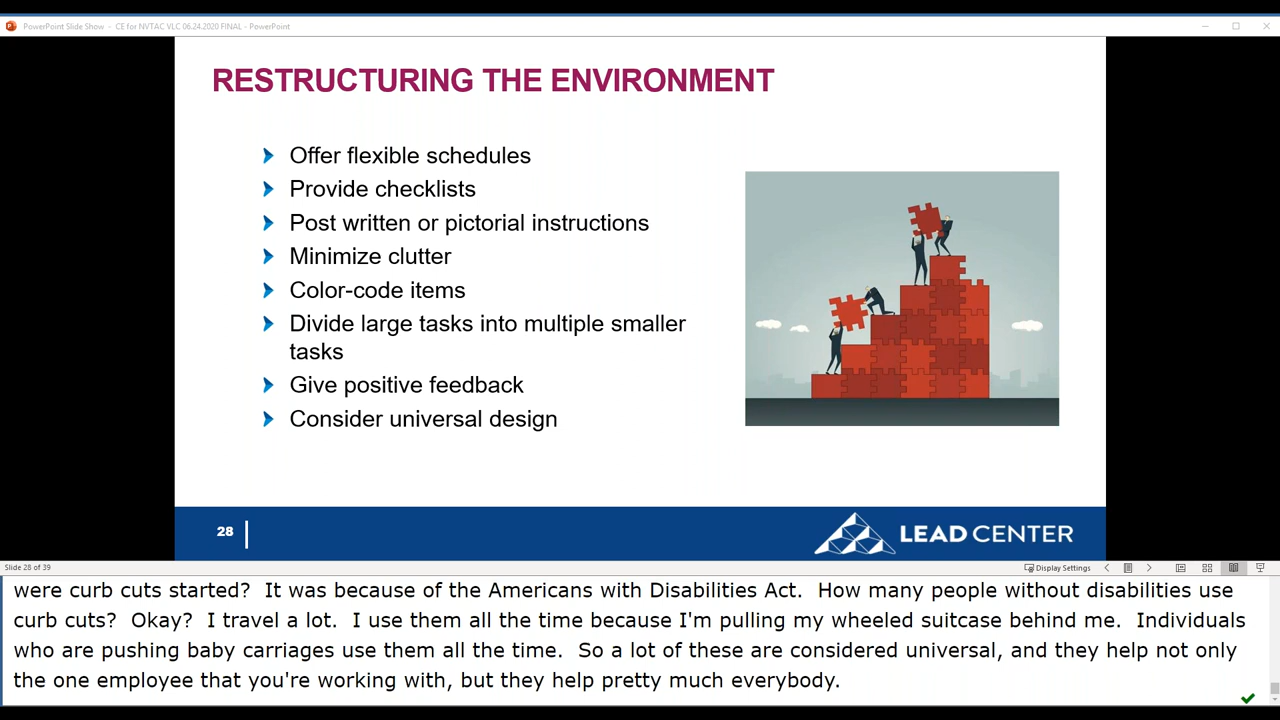 PowerPoint Slide Show - CE for NVTAC VLC 06.24.2020 FINAL - PowerPoint
RESTRUCTURING THE ENVIRONMENT
Offer flexible schedules
Provide checklists
Post written or pictorial instructions
Minimize clutter
Color-code items
Divide large tasks into multiple smaller
tasks
Give positive feedback
Consider universal design
28
LEAD CENTER
Slide 28 of 39
Display Settings
were curb cuts started?  It was because of the Americans with Disabilities Act.  How many people without disabilities use
curb cuts?  Okay?  I travel a lot.  I use them all the time because I'm pulling my wheeled suitcase behind me.  Individuals
who are pushing baby carriages use them all the time.  So a lot of these are considered universal, and they help not only
the one employee that you're working with, but they help pretty much everybody.